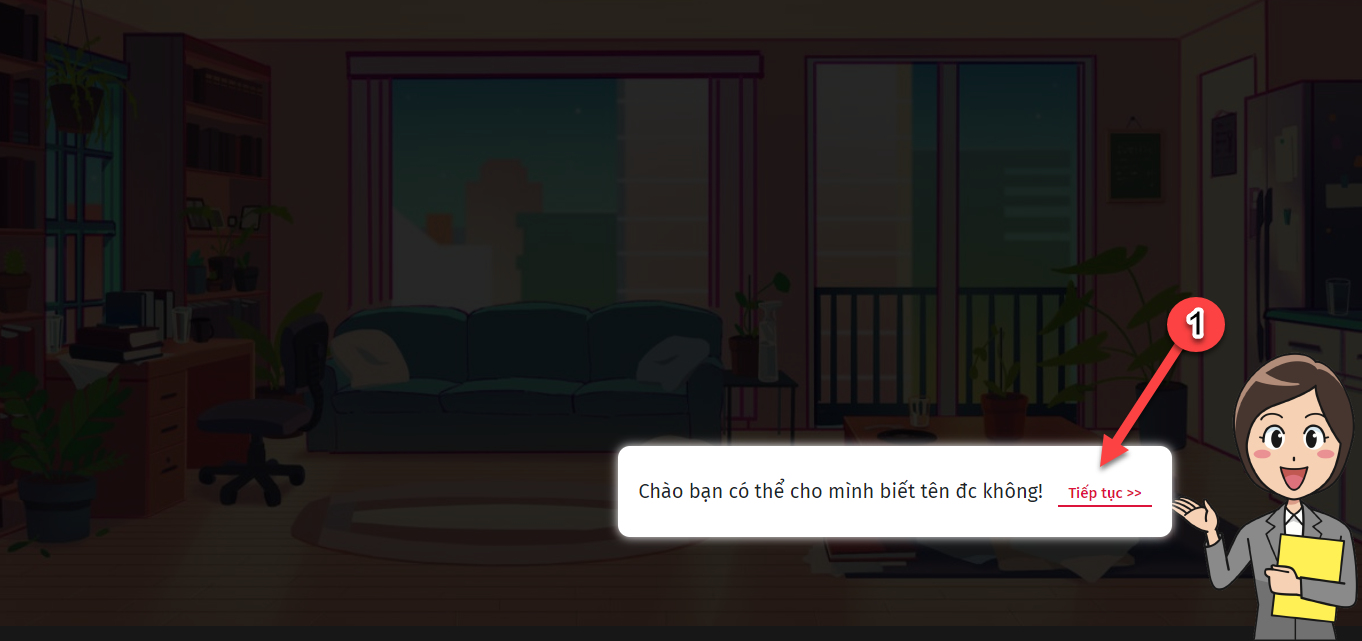 1
Chào bạn có thể cho mình biết tên đc không! Tiếp tục >>